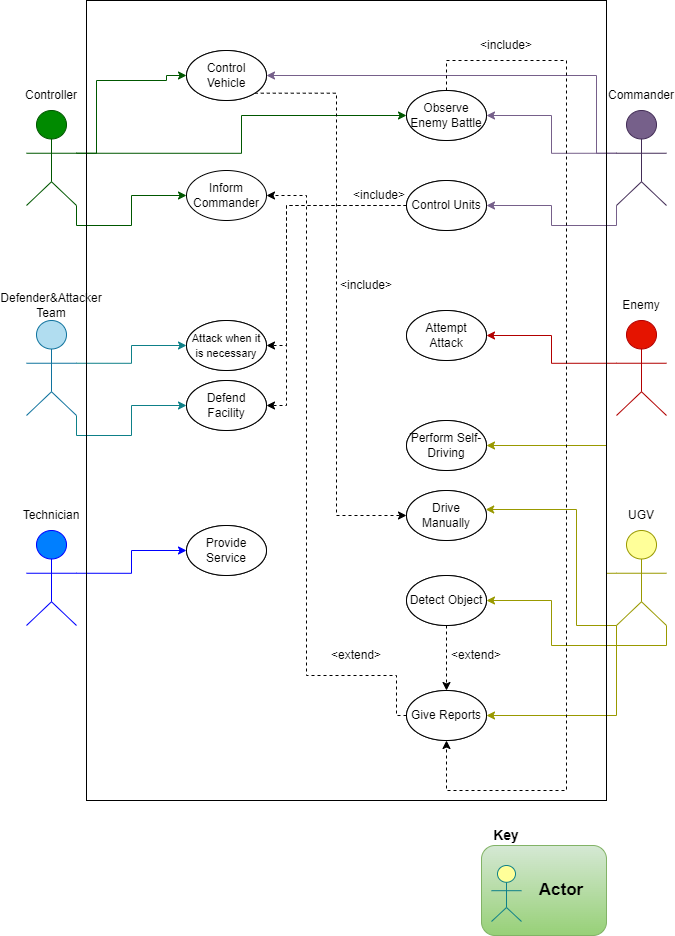 <include>
Control
Vehicle
Controller
Commander
Observe
Enemy Battle
Inform
Commander
<include>
Control Units
<include>
Defender&Attacker
Team
Enemy
Attempt
Attack
Attack when it
is necessary
Defend
Facility
Perform Self-
Driving
Technician
Drive
Manually
UGV
Provide
Service
Detect Object
<extend>
<extend>
Give Reports
Key
Actor